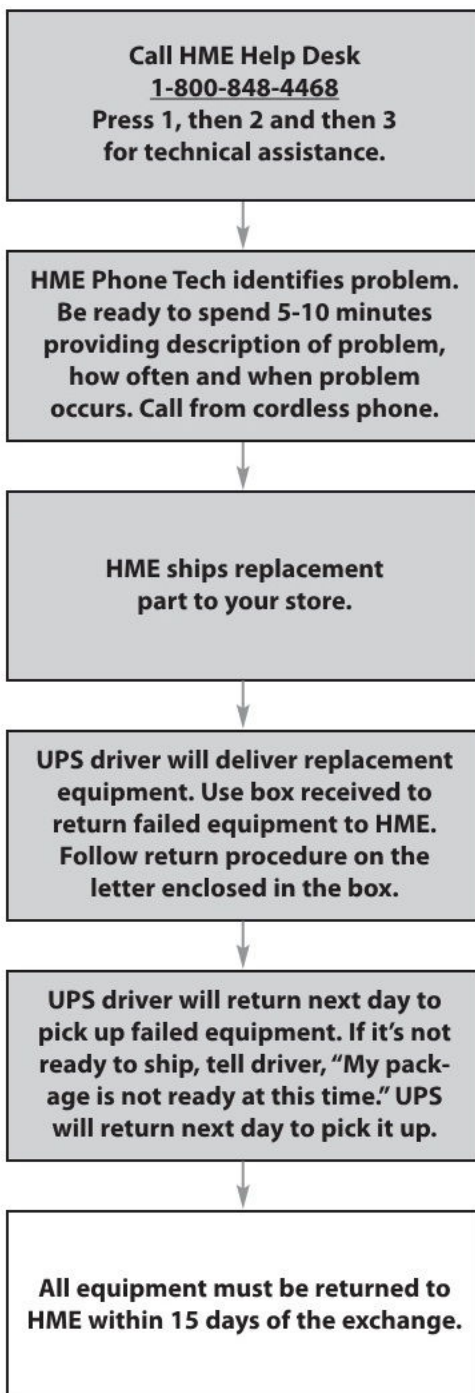 Call HME Help Desk
1-800-848-4468
Press 1, then 2 and then 3
for technical assistance.
HME Phone Tech identifies problem.
Be ready to spend 5-10 minutes
providing description of problem,
how often and when problem
occurs. Call from cordless phone.
HME ships replacement
part to your store.
UPS driver will deliver replacement
equipment. Use box received to
return failed equipment to HME.
Follow return procedure on the
letter enclosed in the box.
UPS driver will return next day to
pick up failed equipment. If it’s not
ready to ship, tell driver, “My pack-
age is not ready at this time.” UPS
will return next day to pick it up.
All equipment must be returned to
HME within 15 days of the exchange.